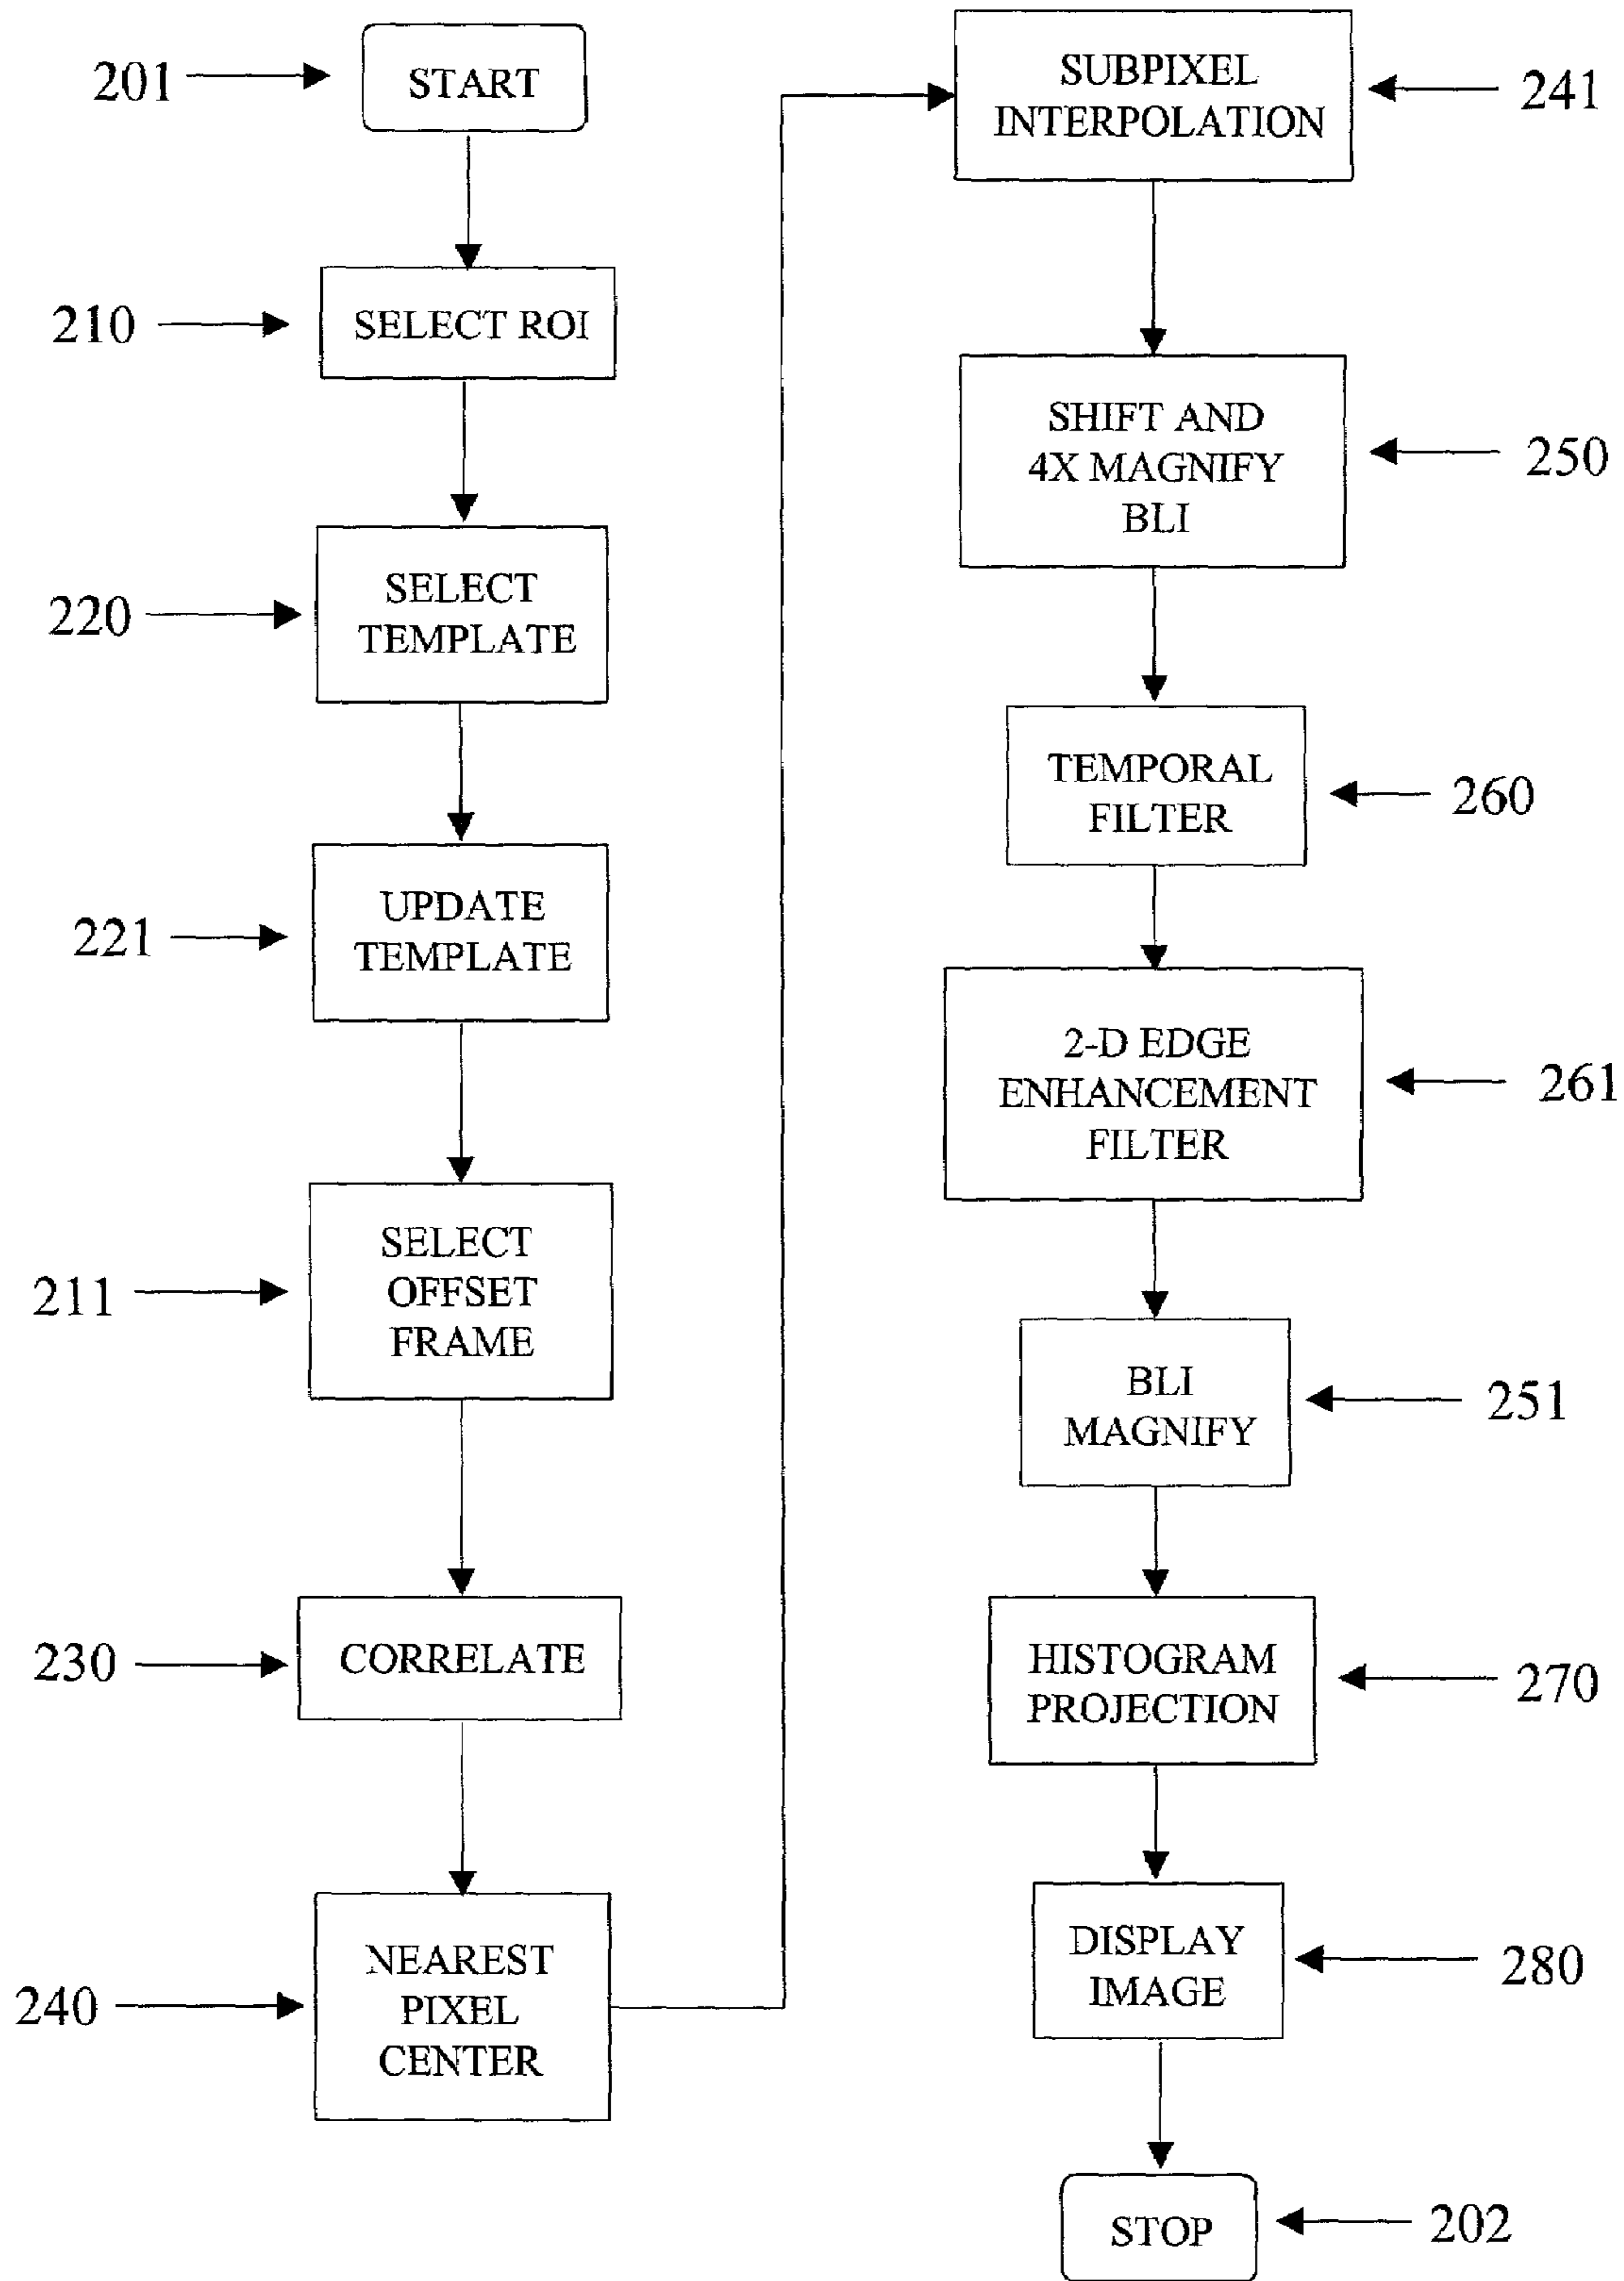 201
START
210
SELECT ROI
220
SELECT
TEMPLATE
221
UPDATE
TEMPLATE
211
SELECT
OFFSET
FRAME
230
CORRELATE
240
NEAREST
PIXEL
CENTER
SUBPIXEL
INTERPOLATION
241
SHIFT AND
4X MAGNIFY
BLI
250
TEMPORAL
FILTER
260
2-D EDGE
ENHANCEMENT
FILTER
261
BLI
MAGNIFY
251
HISTOGRAM
PROJECTION
270
DISPLAY
IMAGE
280
STOP
202